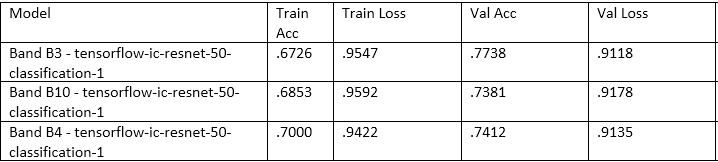 Model Train Acc Train Loss Val Acc Val Loss
Band B3 - tensorflow-ic-resnet-50-classification-1 .6726 .9547 .7738 .9118
Band B10 - tensorflow-ic-resnet-50-classification-1 .6853 .9592 .7381 .9178
Band B4 - tensorflow-ic-resnet-50-classification-1 .7000 .9422 .7412 .9135